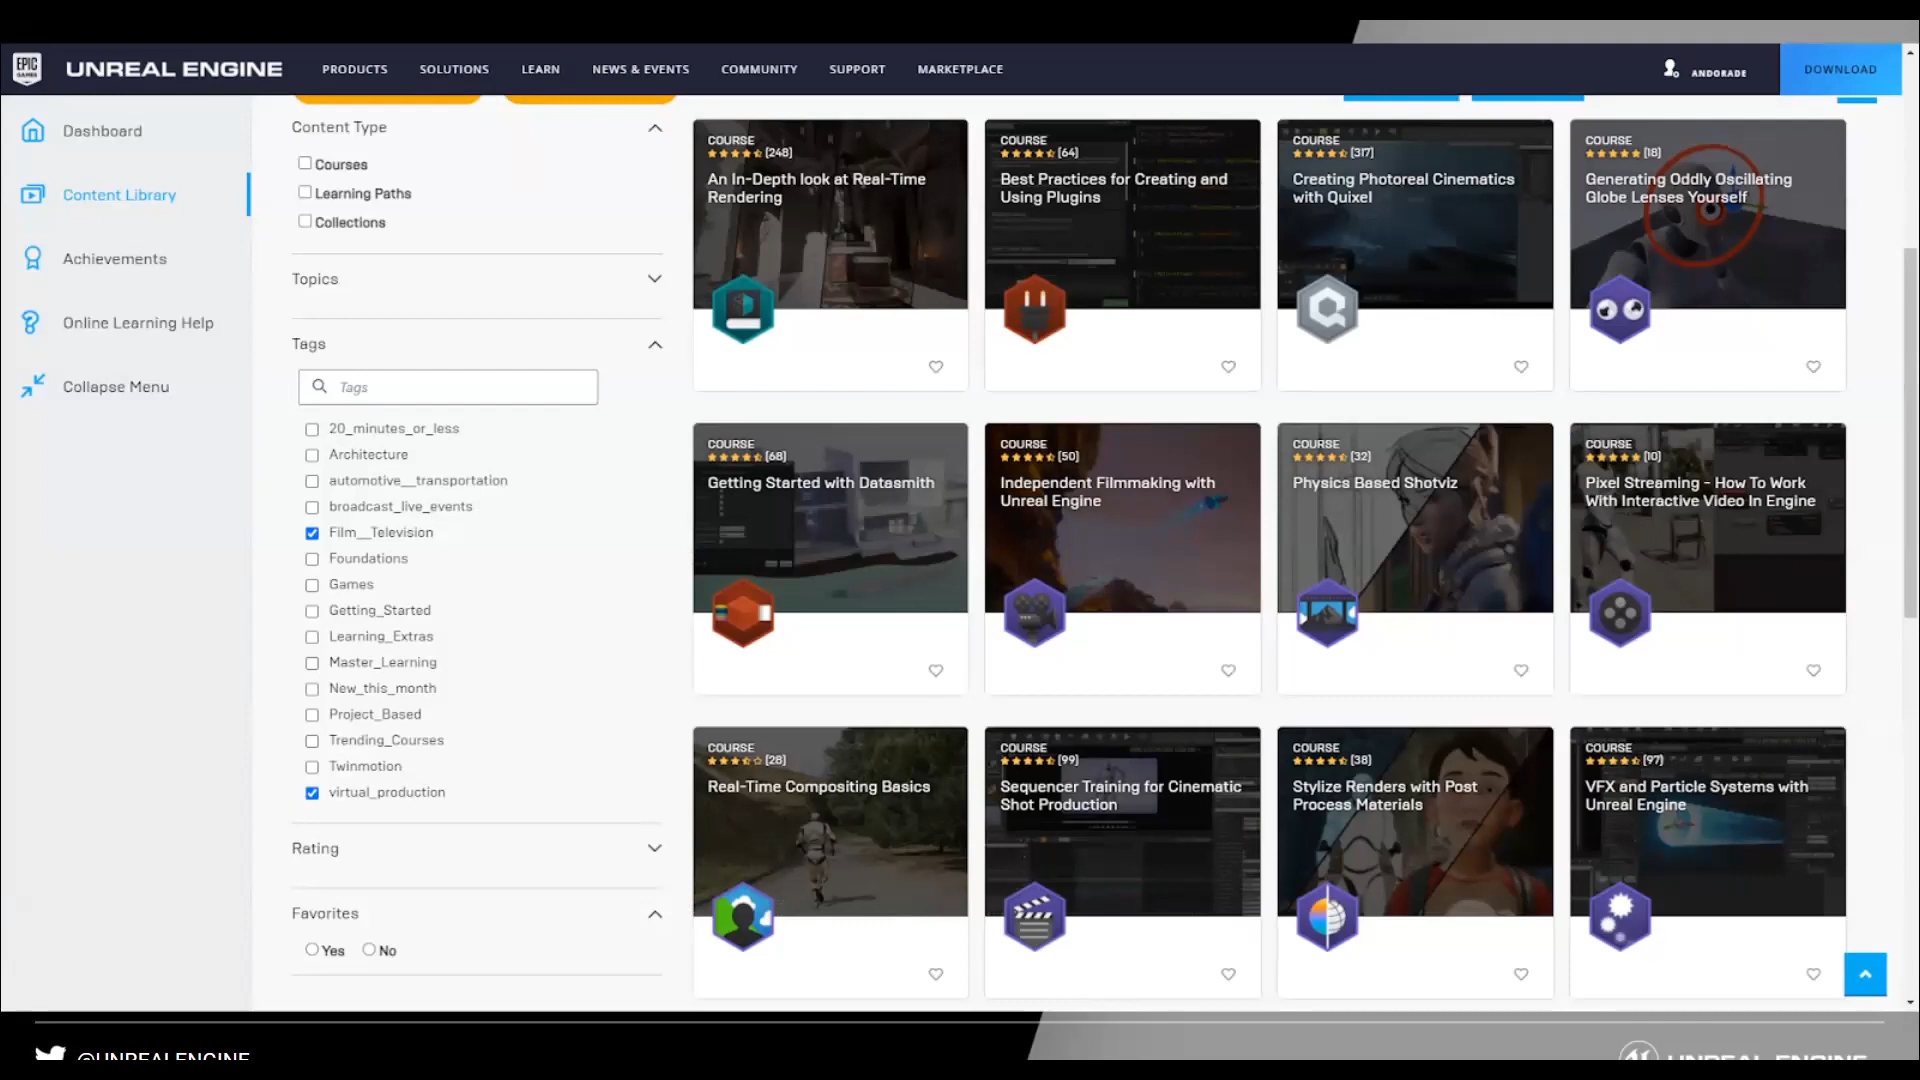 EPIC
GAMES
UNREAL ENGINE
PRODUCTS
SOLUTIONS
LEARN
NEWS & EVENTS
COMMUNITY
SUPPORT
MARKETPLACE
ANDORADE
DOWNLOAD
Dashboard
Content Library
Achievements
Online Learning Help
Collapse Menu
Content Type
Courses
Learning Paths
Collections
Topics
Tags
Tags
20_minutes_or_less
Architecture
automotive__transportation
broadcast_live_events
Film__Television
Foundations
Games
Getting_Started
Learning_Extras
Master_Learning
New_this_month
Project_Based
Trending_Courses
Twinmotion
virtual_production
Rating
Favorites
Yes No
COURSE
(248)
An In-Depth look at Real-Time
Rendering
COURSE
(64)
Best Practices for Creating and
Using Plugins
COURSE
(317)
Creating Photoreal Cinematics
with Quixel
COURSE
(18)
Generating Oddly Oscillating
Globe Lenses Yourself
COURSE
(68)
Getting Started with Datasmith
COURSE
(50)
Independent Filmmaking with
Unreal Engine
COURSE
(32)
Physics Based Shotviz
COURSE
(10)
Pixel Streaming - How To Work
With Interactive Video In Engine
COURSE
(28)
Real-Time Compositing Basics
COURSE
(99)
Sequencer Training for Cinematic
Shot Production
COURSE
(38)
Stylize Renders with Post
Process Materials
COURSE
(97)
VFX and Particle Systems with
Unreal Engine
@UNREALENGINE
UNREAL ENGINE